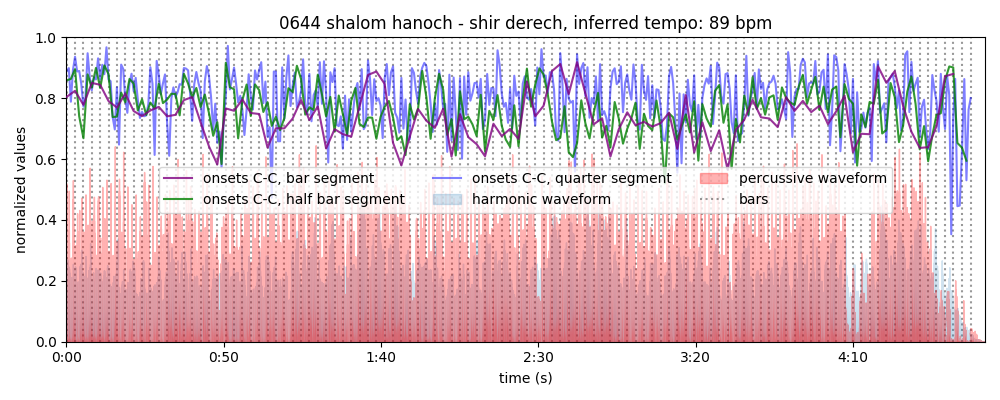 0644 shalom hanoch - shir derech, inferred tempo: 89 bpm
1.0
0.8
0.6
0.4
0.2
0.0
normalized values
onsets C-C, bar segment
onsets C-C, half bar segment
onsets C-C, quarter segment
harmonic waveform
percussive waveform
bars
0:00 0:50 1:40 2:30 3:20 4:10
time (s)